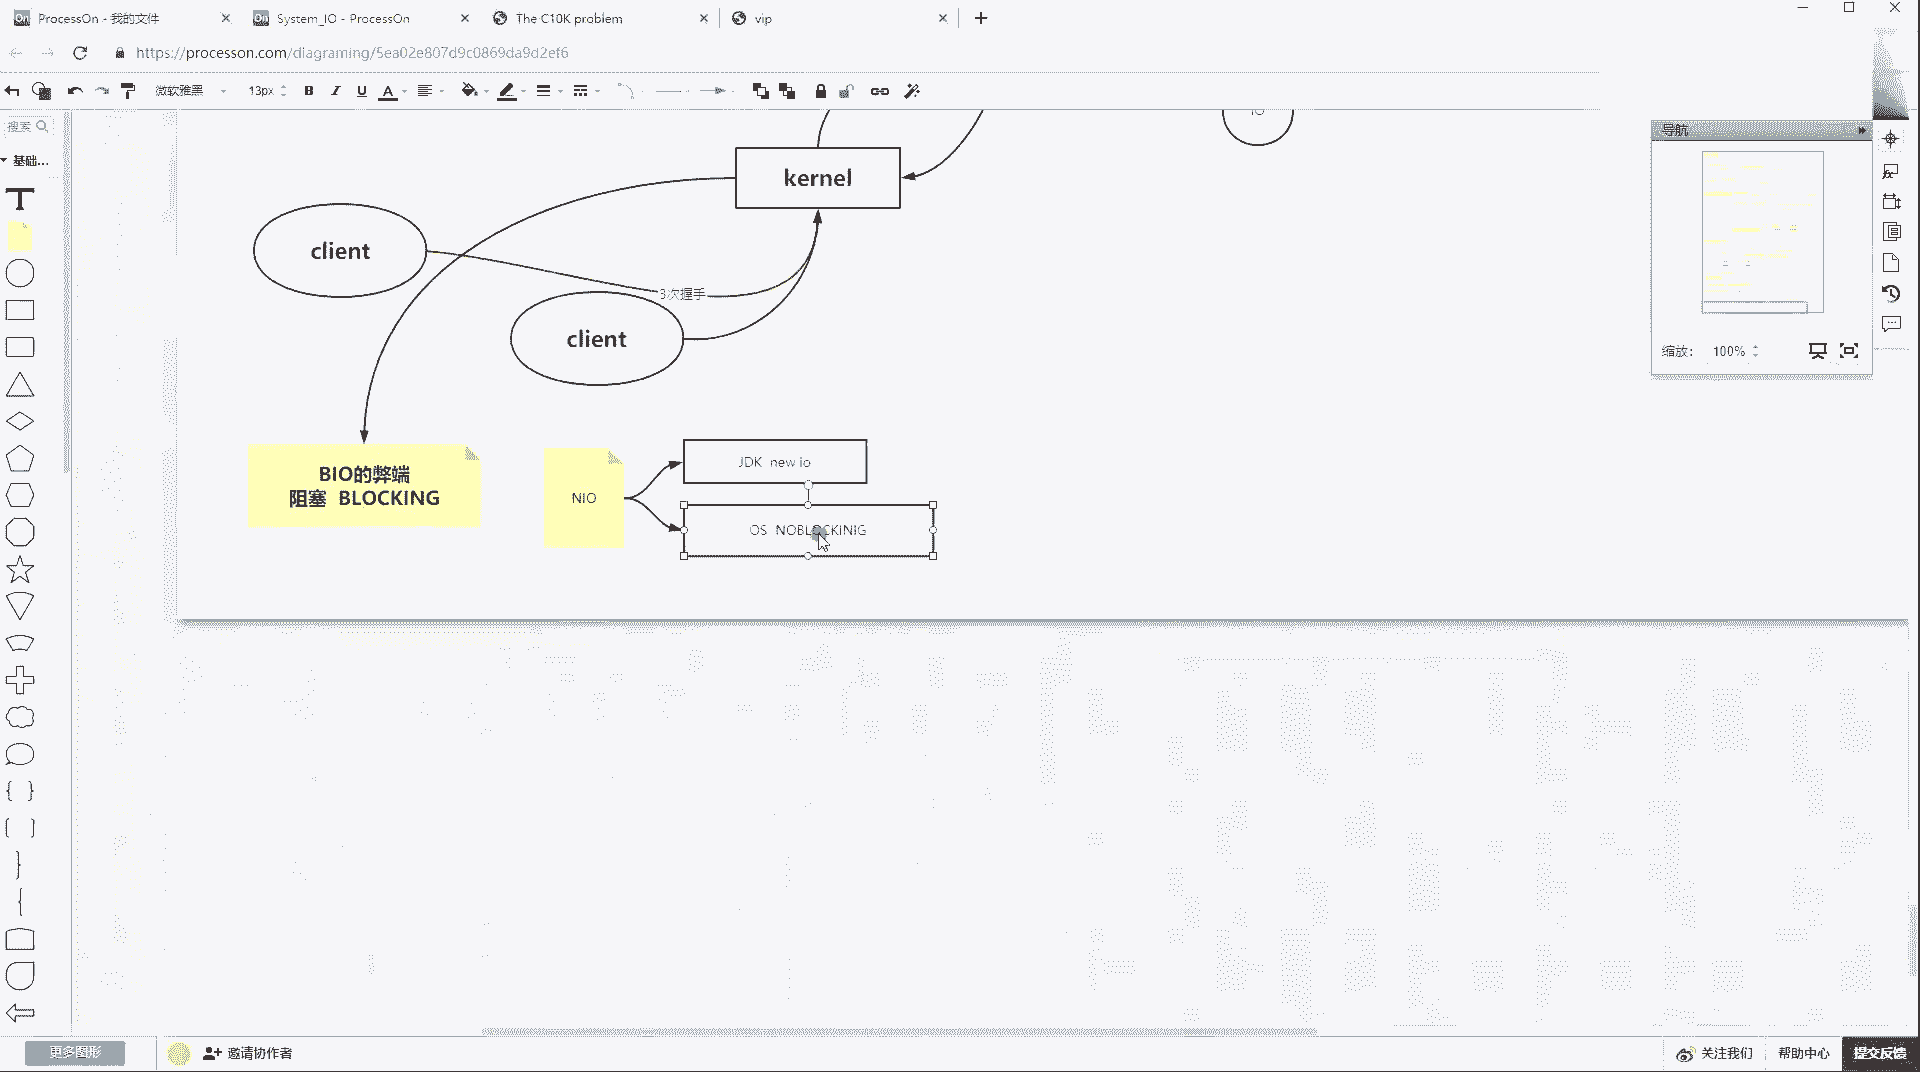 ProcessOn - 我的文件
System_IO - ProcessOn
The C10K problem
vip
https://processon.com/diagraming/5ea02e807d9c0869da9d2ef6
微软雅黑
13px
B I U A
搜索
导航
IO
基础...
T
kernel
client
3次握手
client
缩放: 100%
BIO的弊端
阻塞 BLOCKING
NIO
JDK new io
OS NOBLOCKINIG
更多图形
邀请协作者
关注我们
帮助中心
提交反馈